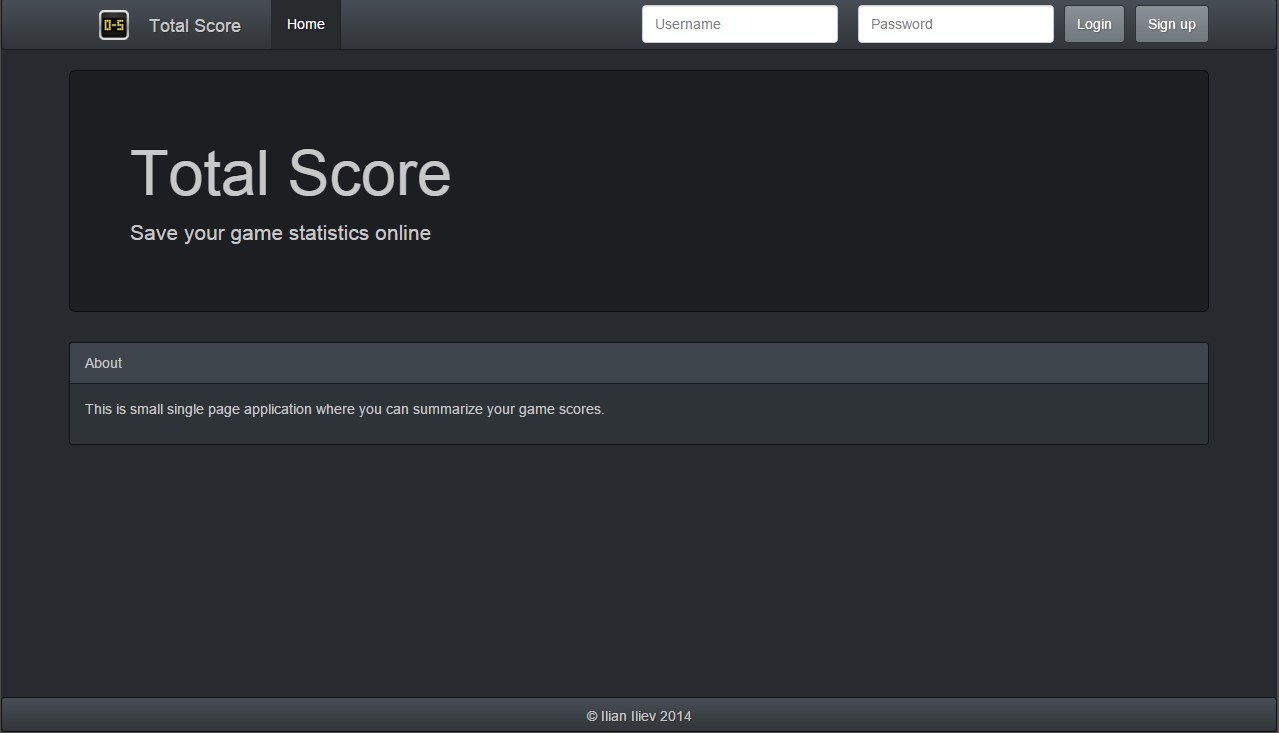 0-5 Total Score Home Username Password Login Sign up
Total Score
Save your game statistics online
About
This is small single page application where you can summarize your game scores.
© Ilian Iliev 2014